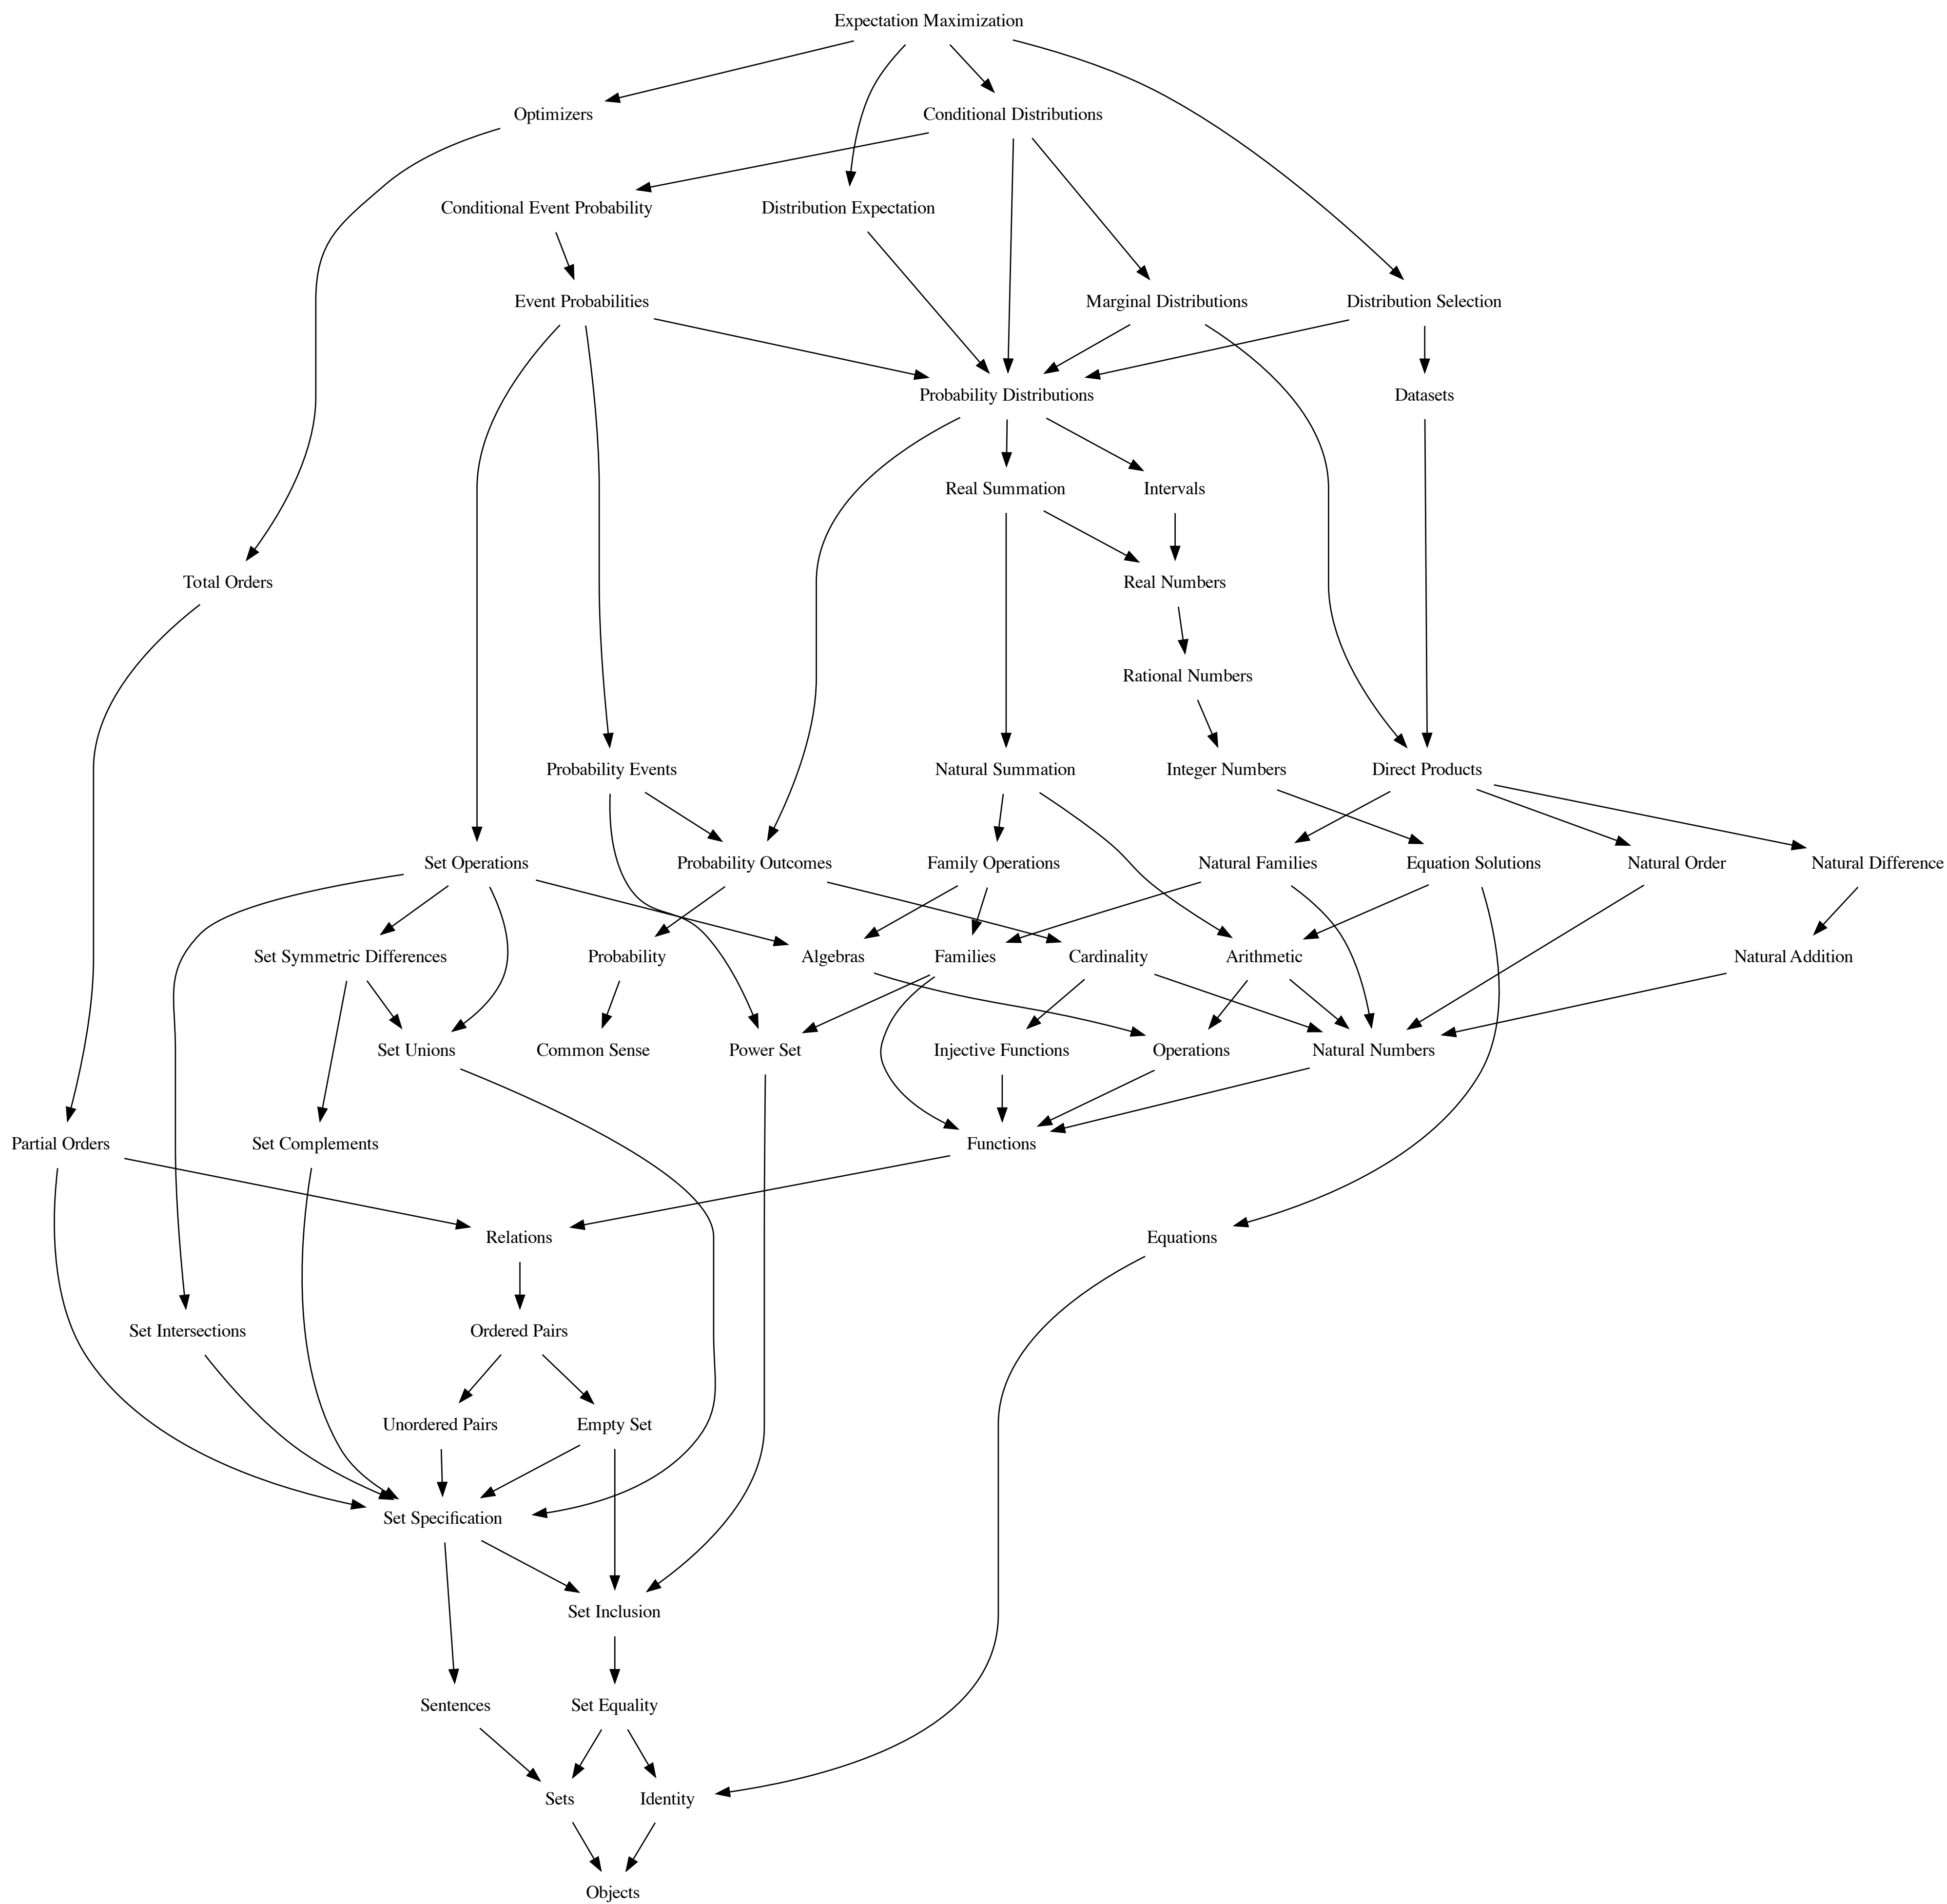 Expectation Maximization
Optimizers
Conditional Distributions
Conditional Event Probability
Distribution Expectation
Event Probabilities
Marginal Distributions
Distribution Selection
Probability Distributions
Datasets
Real Summation
Intervals
Total Orders
Real Numbers
Rational Numbers
Probability Events
Natural Summation
Integer Numbers
Direct Products
Set Operations
Probability Outcomes
Family Operations
Natural Families
Equation Solutions
Natural Order
Natural Difference
Set Symmetric Differences
Probability
Algebras
Families
Cardinality
Arithmetic
Natural Addition
Set Unions
Common Sense
Power Set
Injective Functions
Operations
Natural Numbers
Partial Orders
Set Complements
Functions
Relations
Equations
Set Intersections
Ordered Pairs
Unordered Pairs
Empty Set
Set Specification
Set Inclusion
Sentences
Set Equality
Sets
Identity
Objects